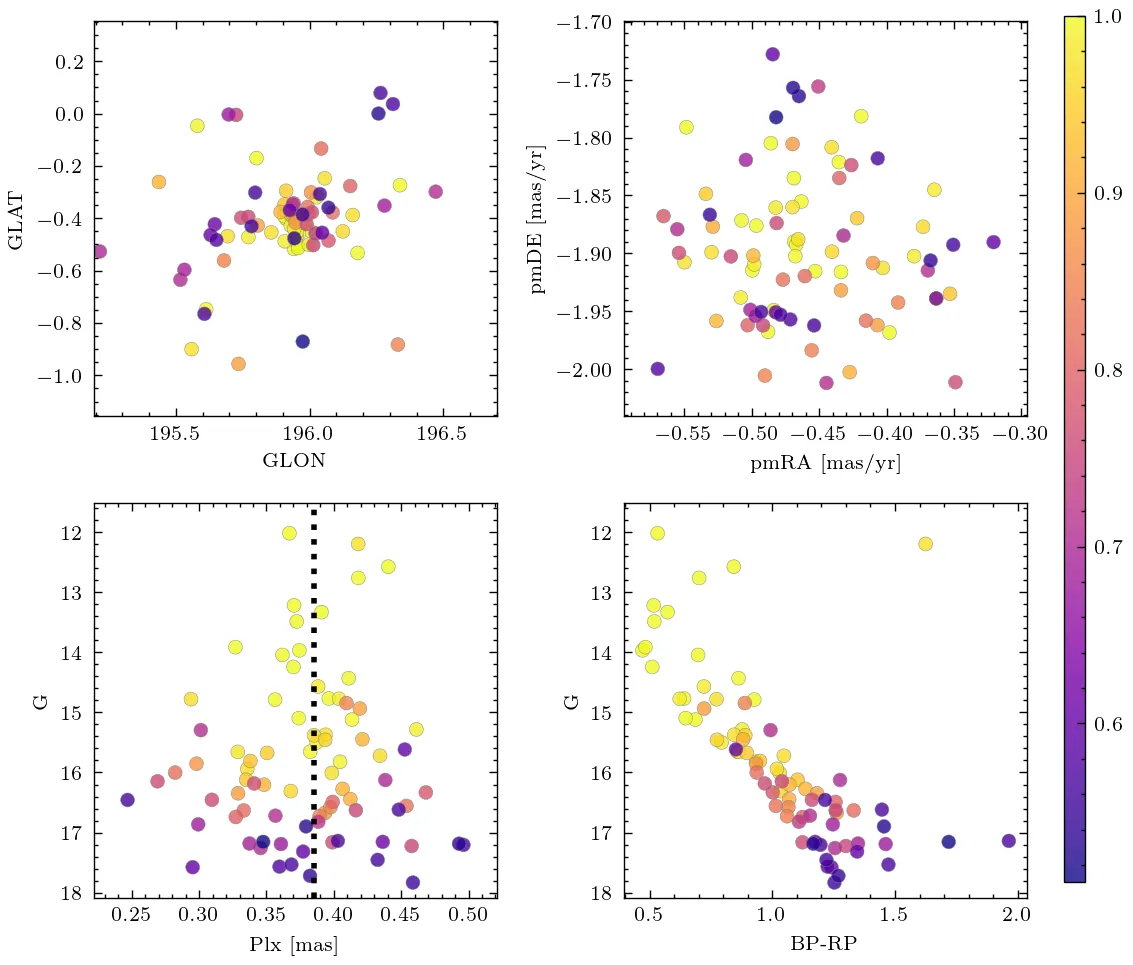 0.2
0.0
−0.2
−0.4
−0.6
−0.8
−1.0
GLAT
195.5 196.0 196.5
GLON
−1.70
−1.75
−1.80
−1.85
−1.90
−1.95
−2.00
pmDE [mas/yr]
−0.55 −0.50 −0.45 −0.40 −0.35 −0.30
pmRA [mas/yr]
1.0
0.9
0.8
0.7
0.6
12
13
14
15
16
17
18
G
0.25 0.30 0.35 0.40 0.45 0.50
Plx [mas]
12
13
14
15
16
17
18
G
0.5 1.0 1.5 2.0
BP-RP